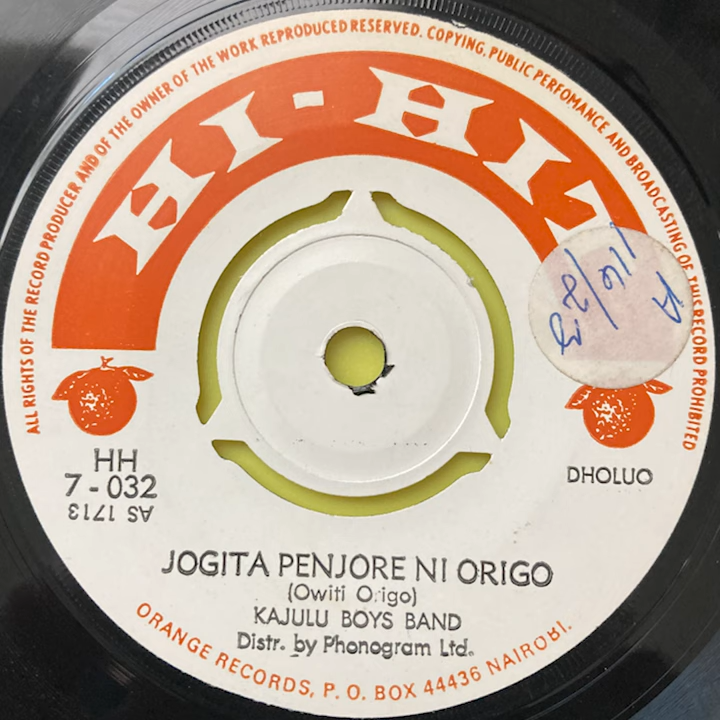 ALL RIGHTS OF THE RECORD PRODUCER AND OF THE OWNER OF THE WORK REPRODUCED RESERVED. COPYING, PUBLIC PERFOMANCE AND BROADCASTING OF THIS RECORD PROHIBITED
HI-HIT
A
HH
7-032
AS 1713
DHOLUO
JOGITA PENJORE NI ORIGO
(Owiti Origo)
KAJULU BOYS BAND
Distr. by Phonogram Ltd.
ORANGE RECORDS, P. O. BOX 44436 NAIROBI.